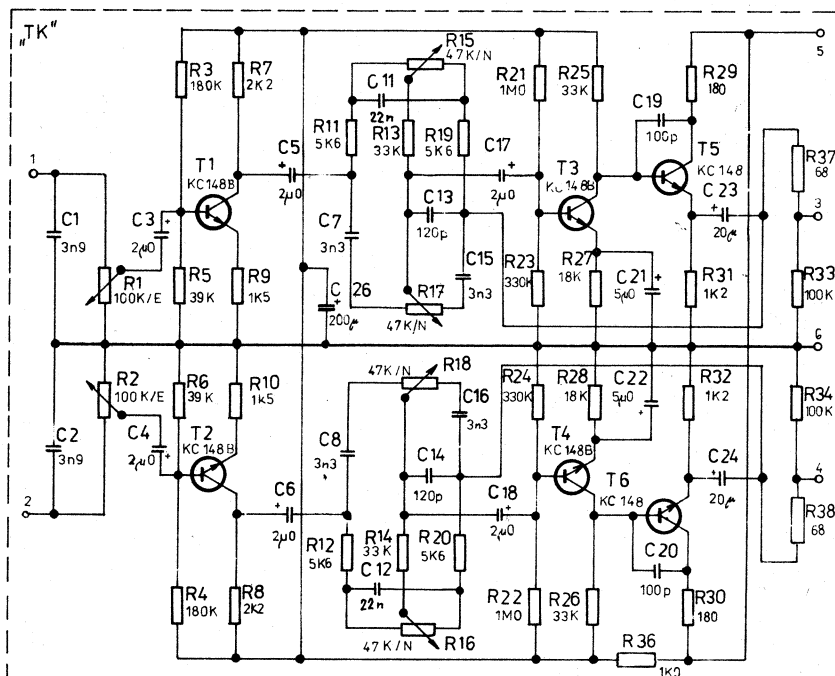 „TK"
R3
180K
R7
2K2
R15
47K/N
R21
1M0
R25
33K
R29
180
5
C11
22n
C19
100p
R11
5K6
R13
33K
R19
5K6
C17
2µ0
T1
KC148B
C5
2µ0
T3
KC148B
T5
KC 148
R37
68
1
C1
3n9
C3
2µ0
C7
3n3
C13
120p
C23
20µ
3
R1
100K/E
R5
39K
R9
1K5
C 26
200µ
R17
47K/N
C15
3n3
R23
330K
R27
18K
C21
5µ0
R31
1K2
R33
100K
6
R2
100K/E
R6
39K
R10
1k5
47K/N
R18
C16
3n3
R24
330K
R28
18K
C22
5µ0
R32
1K2
R34
100K
C2
3n9
C4
2µ0
T2
KC148B
C8
3n3
C14
120p
T4
KC148B
T6
KC 148
C24
20µ
4
2
C6
2µ0
C18
2µ0
R38
68
R12
5K6
R14
33K
R20
5K6
C12
22n
C20
100p
R4
180K
R8
2K2
R22
1M0
R26
33K
R30
180
47K/N
R16
R36
1K0